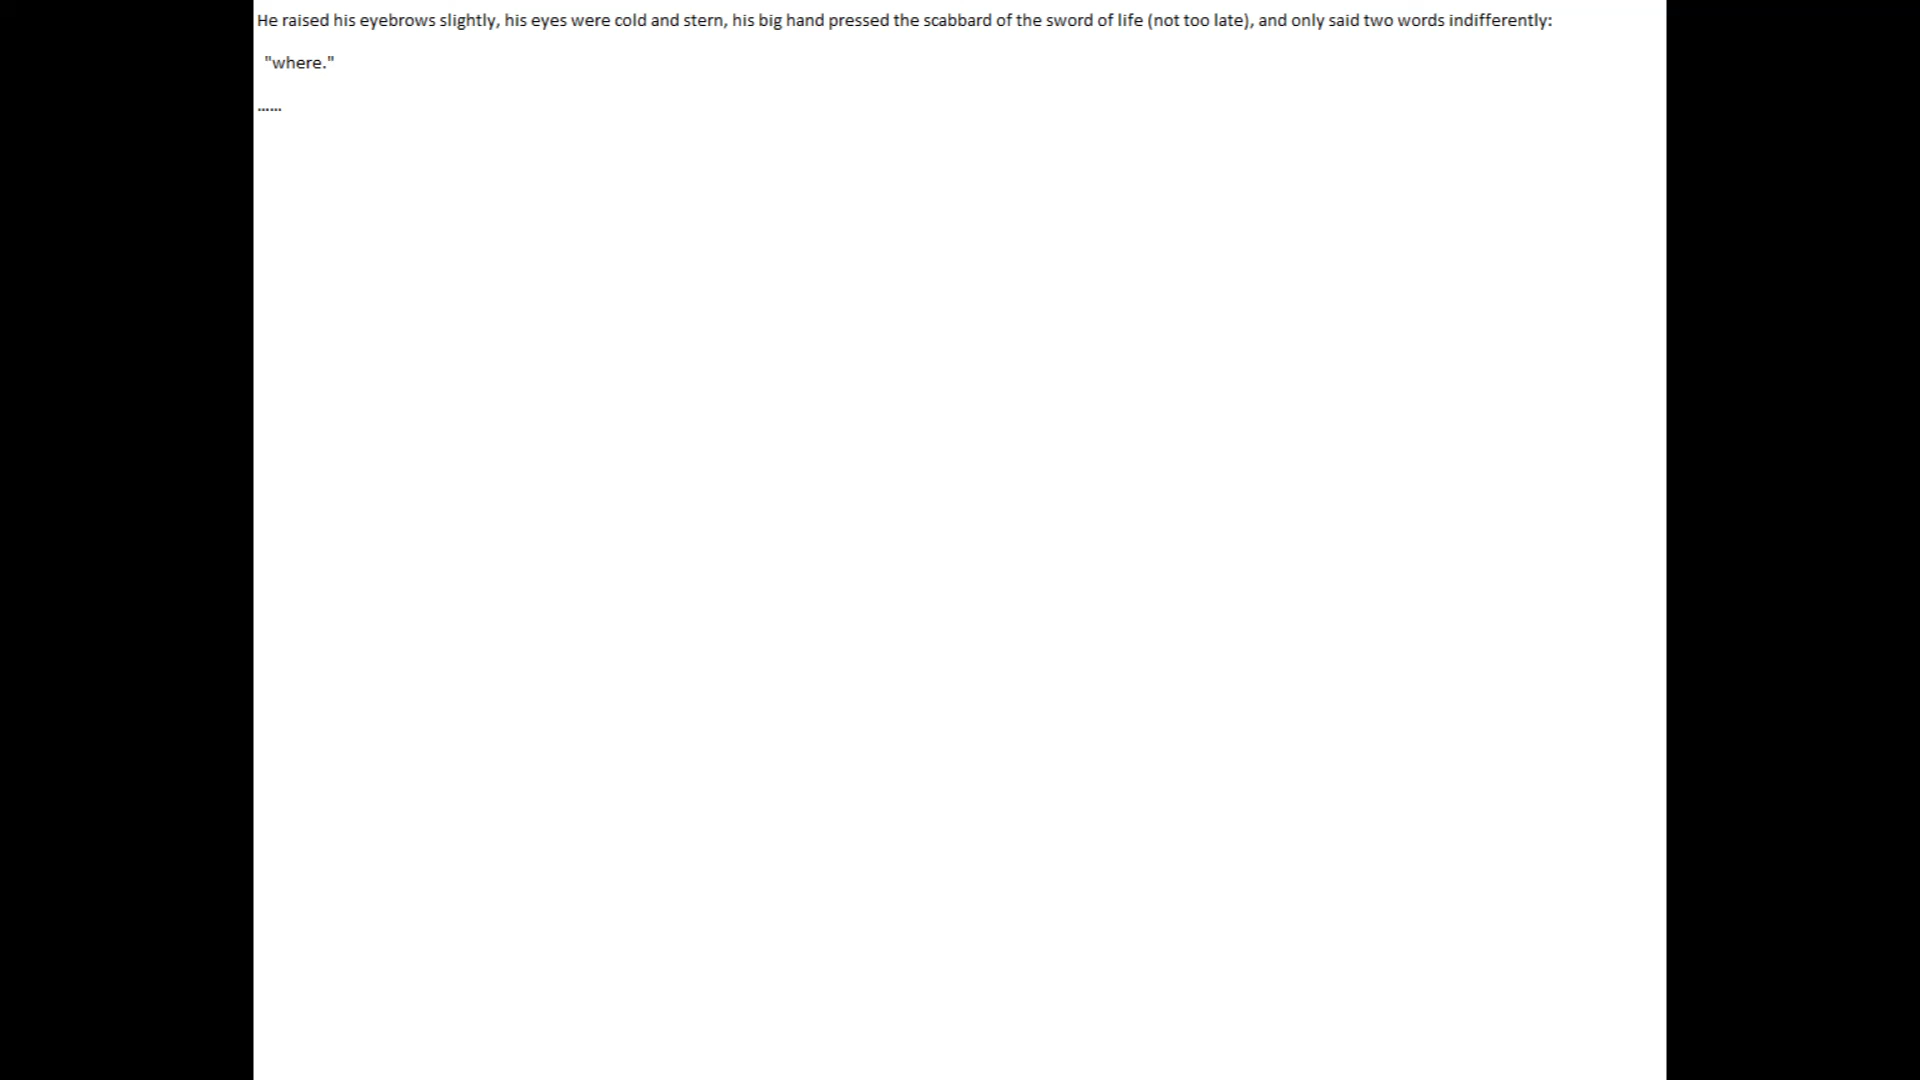 He raised his eyebrows slightly, his eyes were cold and stern, his big hand pressed the scabbard of the sword of life (not too late), and only said two words indifferently:
"where."
......